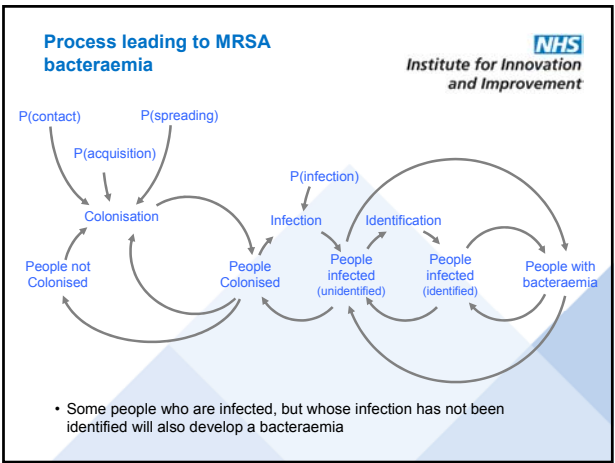 Process leading to MRSA
bacteraemia
NHS
Institute for Innovation
and Improvement
P(contact)
P(spreading)
P(acquisition)
P(infection)
Colonisation
Infection
Identification
People not
Colonised
People
Colonised
People
infected
(unidentified)
People
infected
(identified)
People with
bacteraemia
• Some people who are infected, but whose infection has not been
identified will also develop a bacteraemia